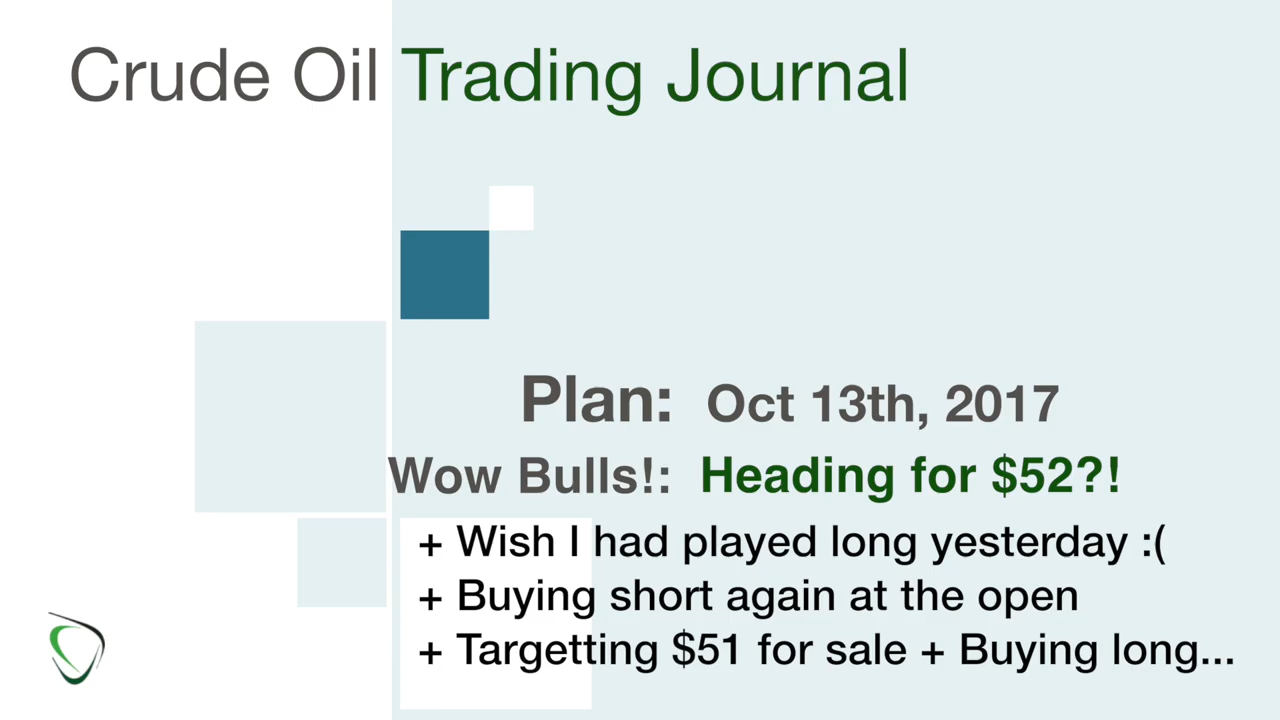 Crude Oil Trading Journal
Plan: Oct 13th, 2017
Wow Bulls!: Heading for $52?!
+ Wish I had played long yesterday :(
+ Buying short again at the open
+ Targetting $51 for sale + Buying long...